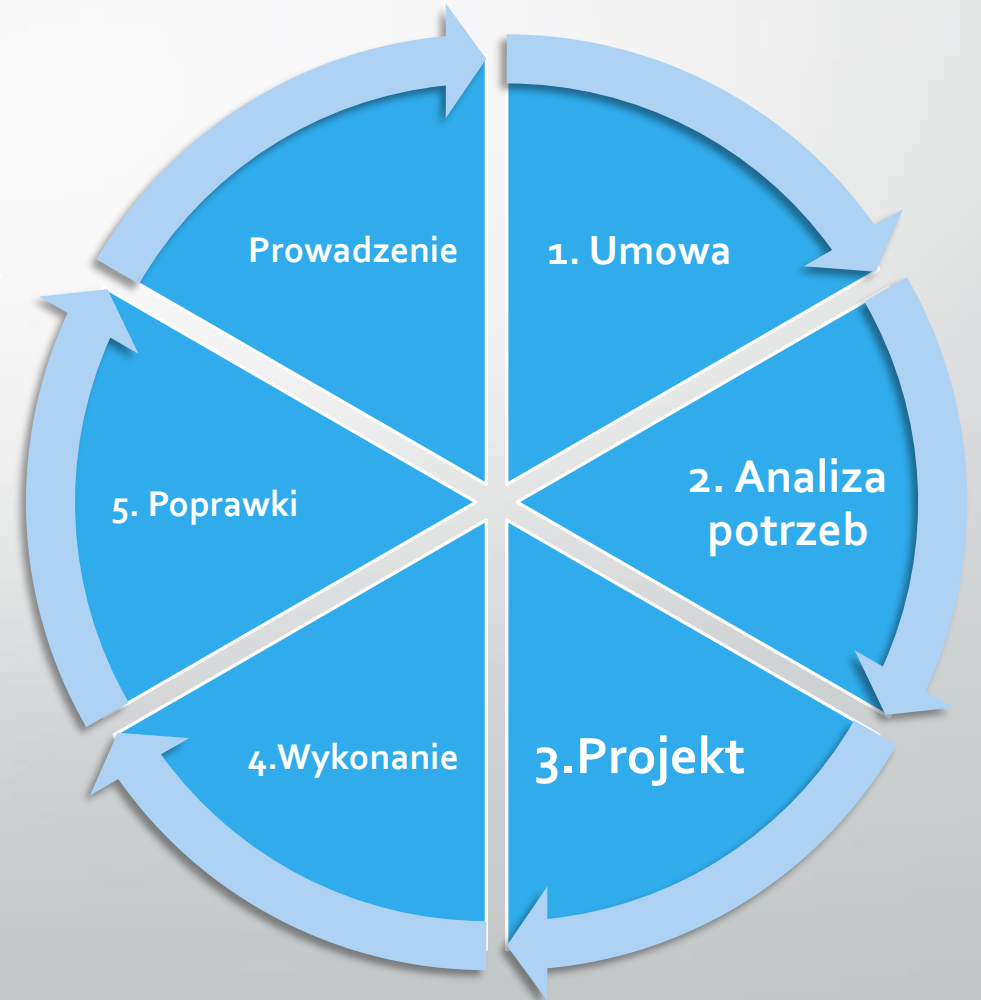 1. Umowa
2. Analiza
potrzeb
3.Projekt
4.Wykonanie
5. Poprawki
Prowadzenie